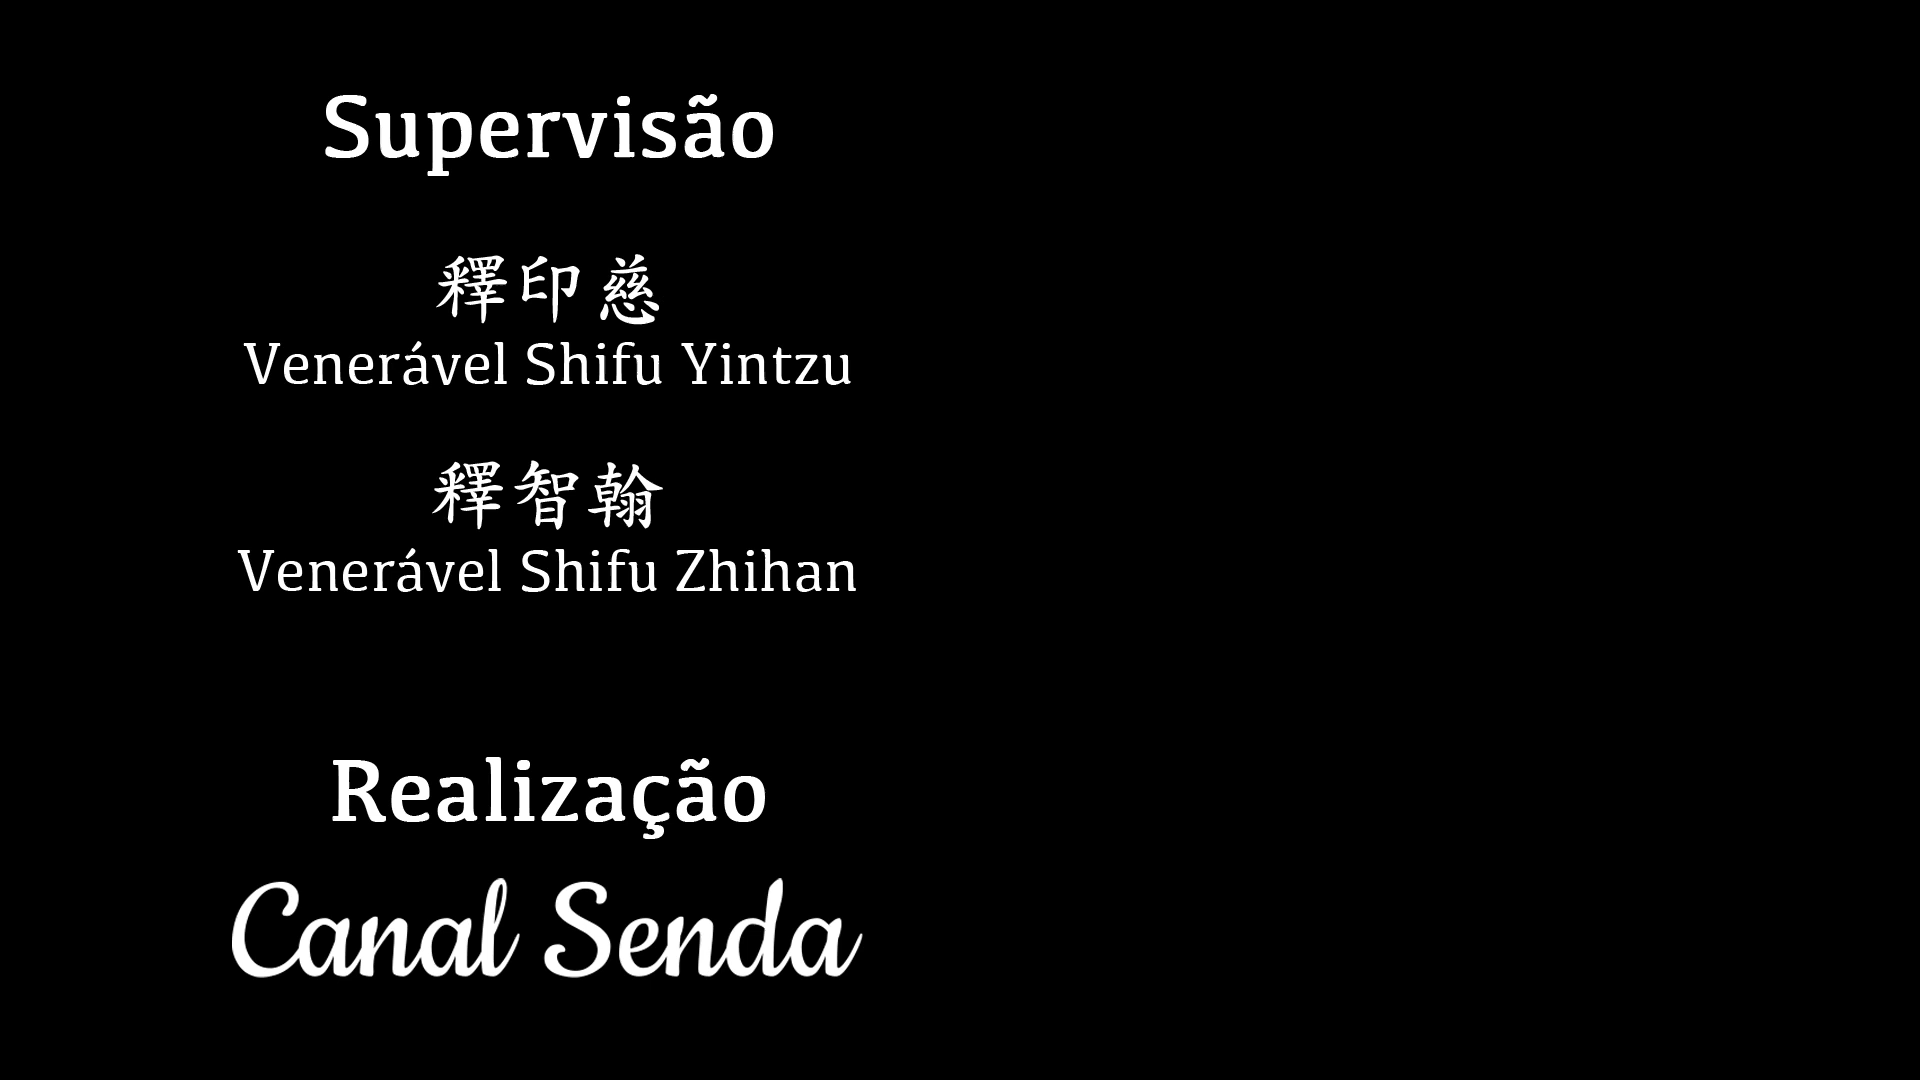 Supervisão
釋印慈
Venerável Shifu Yintzu
釋智翰
Venerável Shifu Zhihan
Realização
Canal Senda